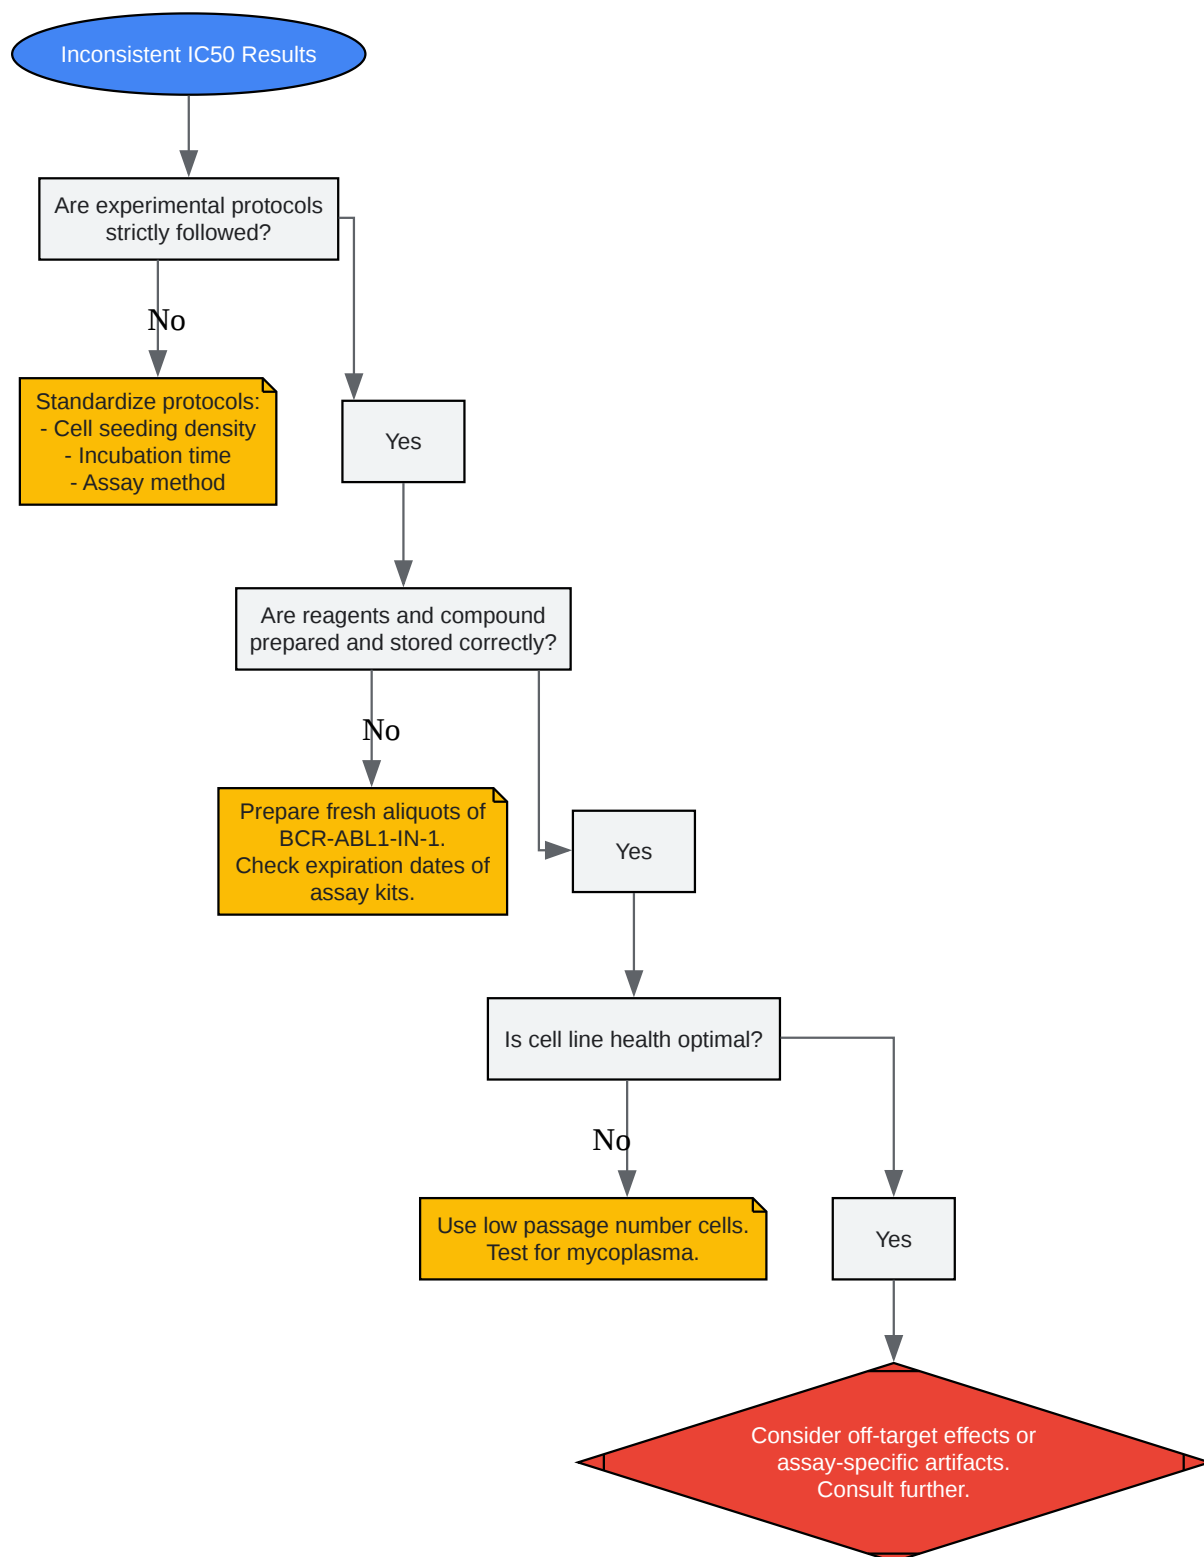 Inconsistent IC50 Results
Are experimental protocols
strictly followed?
No
Standardize protocols:
- Cell seeding density
- Incubation time
- Assay method
Yes
Are reagents and compound
prepared and stored correctly?
No
Prepare fresh aliquots of
BCR-ABL1-IN-1.
Check expiration dates of
assay kits.
Yes
Is cell line health optimal?
No
Use low passage number cells.
Test for mycoplasma.
Yes
Consider off-target effects or
assay-specific artifacts.
Consult further.